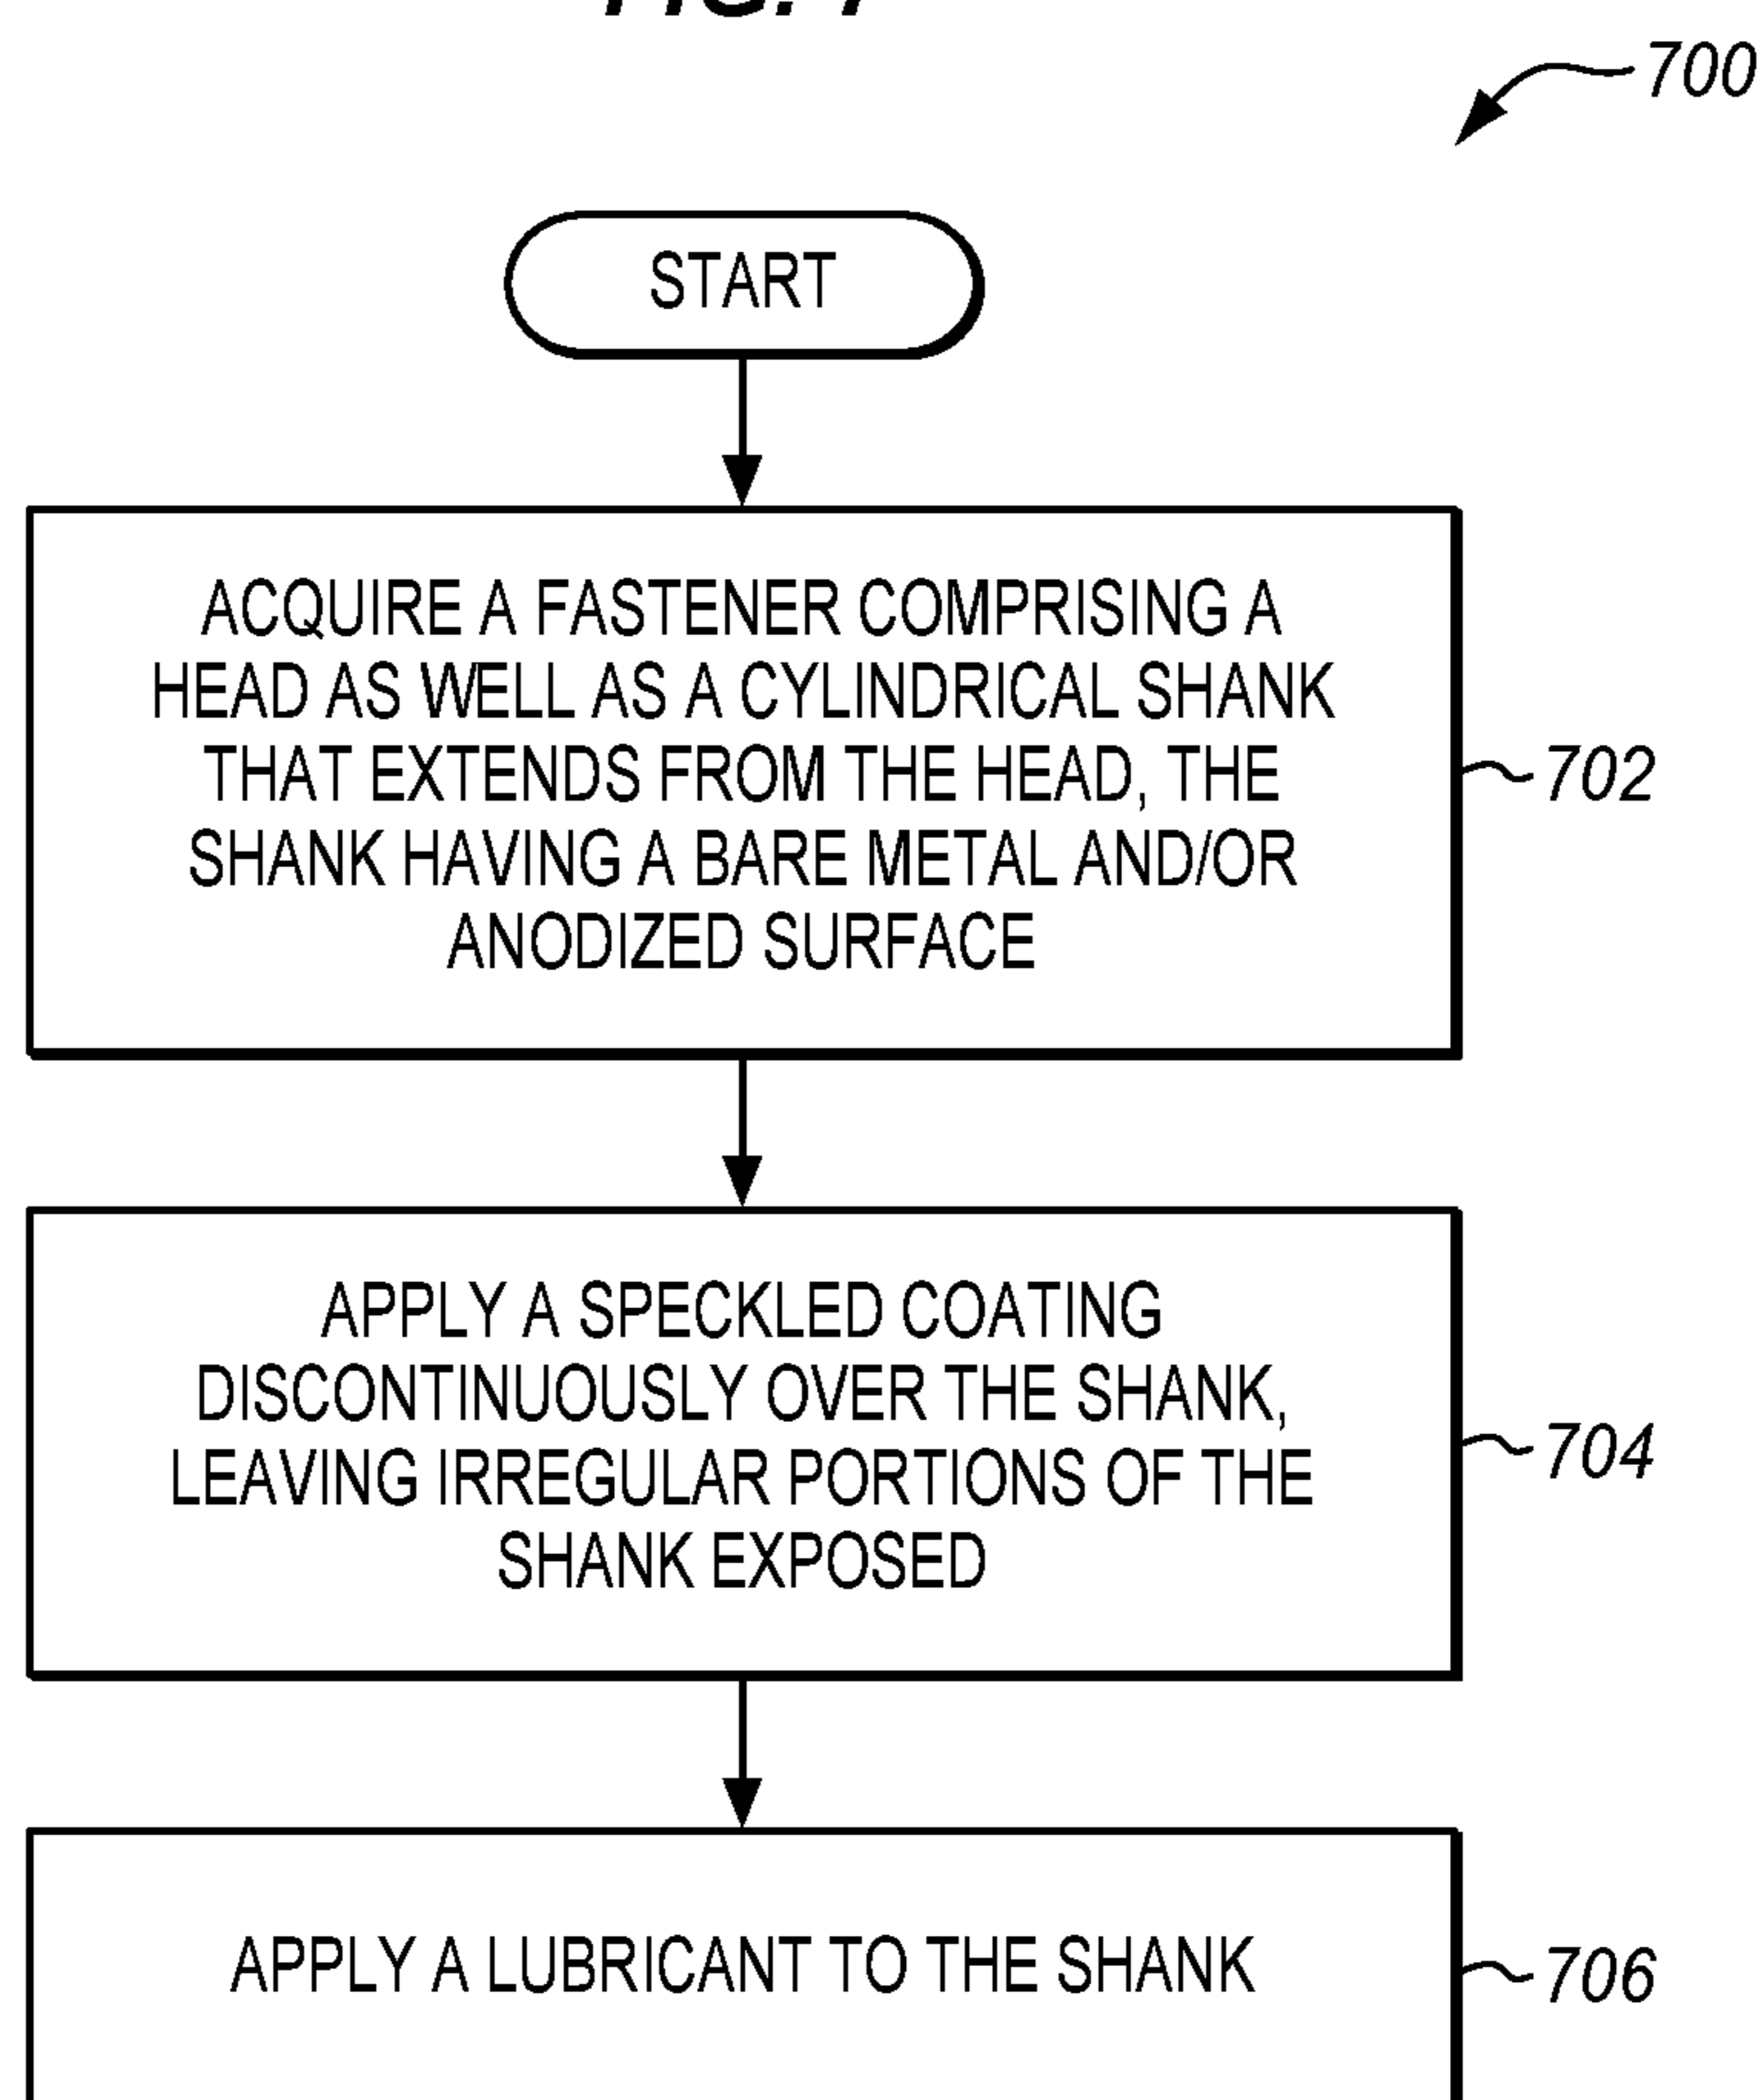 FIG. 7
700
START
ACQUIRE A FASTENER COMPRISING A
HEAD AS WELL AS A CYLINDRICAL SHANK
THAT EXTENDS FROM THE HEAD, THE
SHANK HAVING A BARE METAL AND/OR
ANODIZED SURFACE
702
APPLY A SPECKLED COATING
DISCONTINUOUSLY OVER THE SHANK,
LEAVING IRREGULAR PORTIONS OF THE
SHANK EXPOSED
704
APPLY A LUBRICANT TO THE SHANK
706